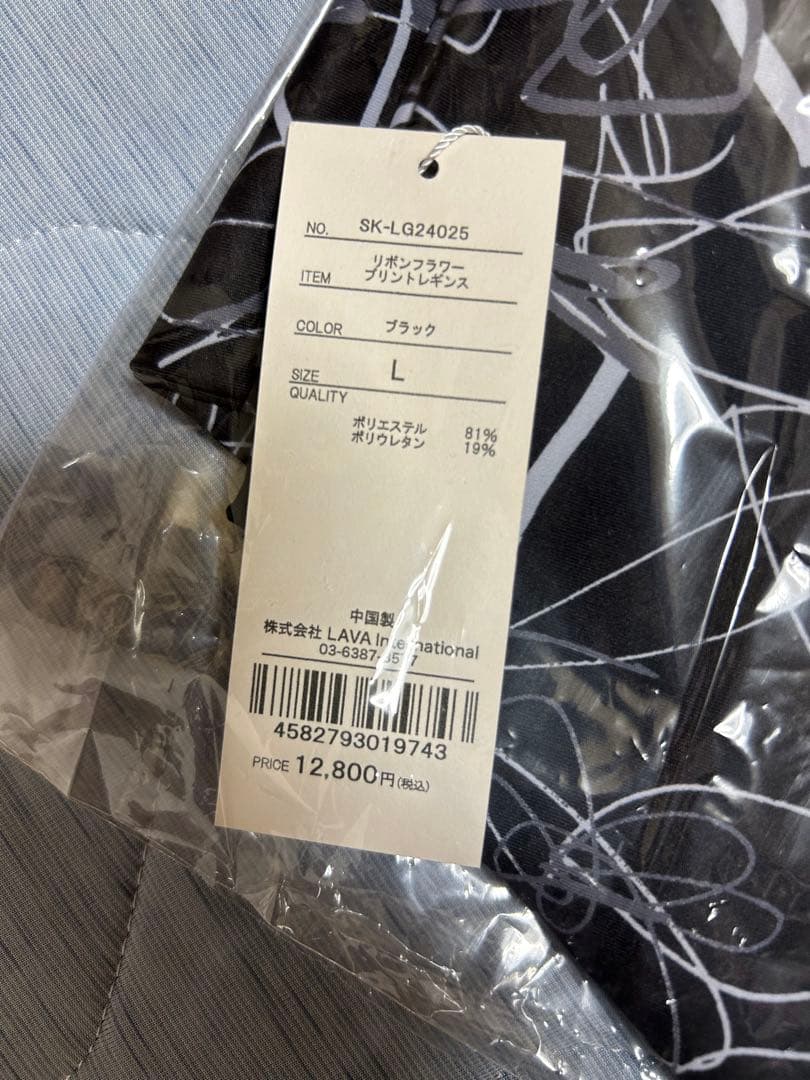 NO. SK-LG24025
リボンフラワー
ITEM プリントレギンス
COLOR ブラック
SIZE L
QUALITY
ポリエステル 81%
ポリウレタン 19%
中国製
株式会社 LAVA International
03-6387-
4582793019743
PRICE 12,800円(税込)